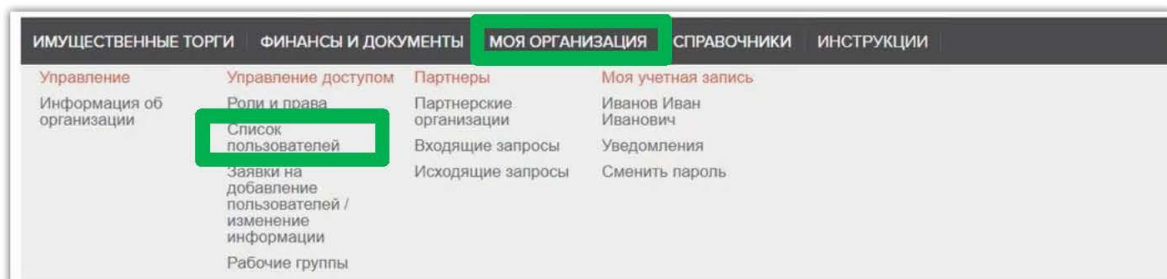 ИМУЩЕСТВЕННЫЕ ТОРГИ ФИНАНСЫ И ДОКУМЕНТЫ МОЯ ОРГАНИЗАЦИЯ СПРАВОЧНИКИ ИНСТРУКЦИИ
Управление
Информация об
организации
Управление доступом
Роли и права
Список
пользователей
Заявки на
добавление
пользователей /
изменение
информации
Рабочие группы
Партнеры
Партнерские
организации
Входящие запросы
Исходящие запросы
Моя учетная запись
Иванов Иван
Иванович
Уведомления
Сменить пароль